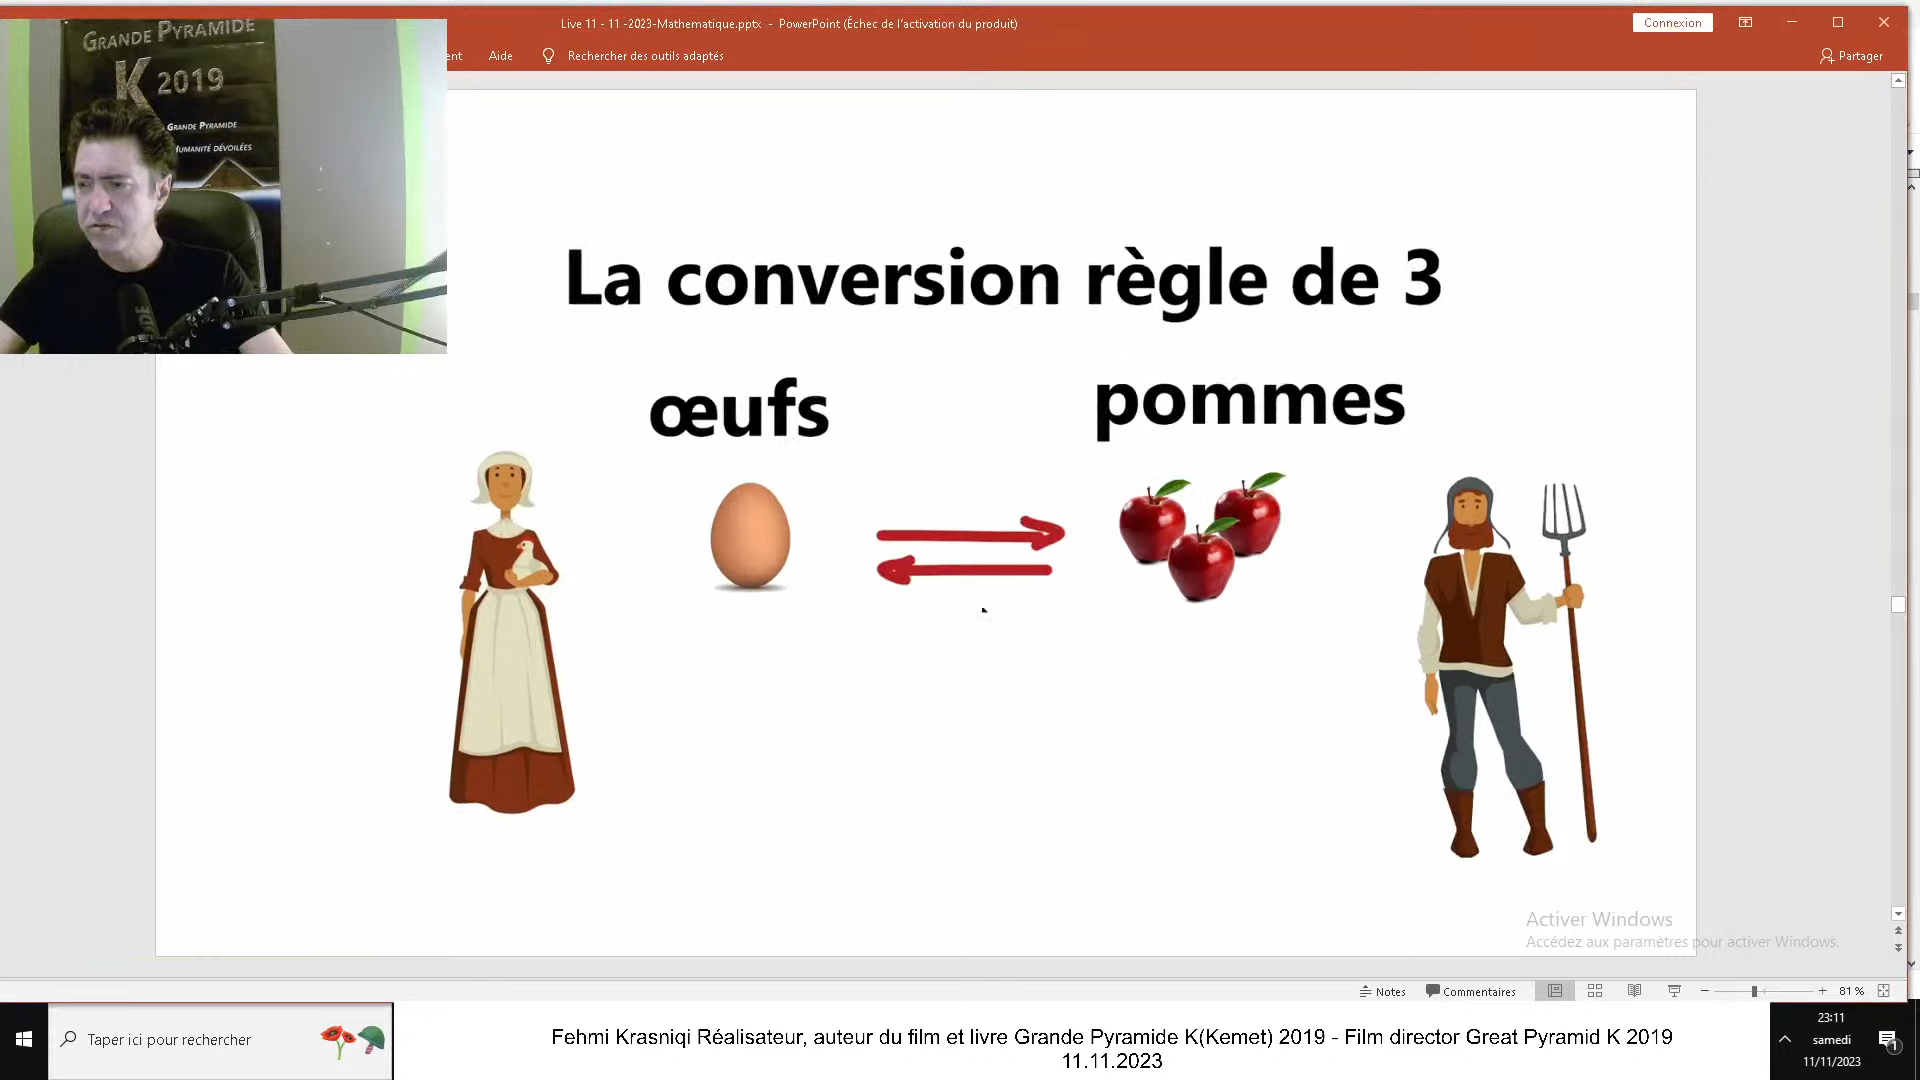 Live 11 - 11 -2023-Mathematique.pptx - PowerPoint (Échec de l'activation du produit)
Connexion
ent Aide Rechercher des outils adaptés
Partager
GRANDE PYRAMIDE
K 2019
GRANDE PYRAMIDE
HUMANITÉ DÉVOILÉES
La conversion règle de 3
œufs
pommes
Activer Windows
Accédez aux paramètres pour activer Windows.
Notes Commentaires 81 %
Taper ici pour rechercher
Fehmi Krasniqi Réalisateur, auteur du film et livre Grande Pyramide K(Kemet) 2019 - Film director Great Pyramid K 2019
11.11.2023
23:11
samedi
11/11/2023
1